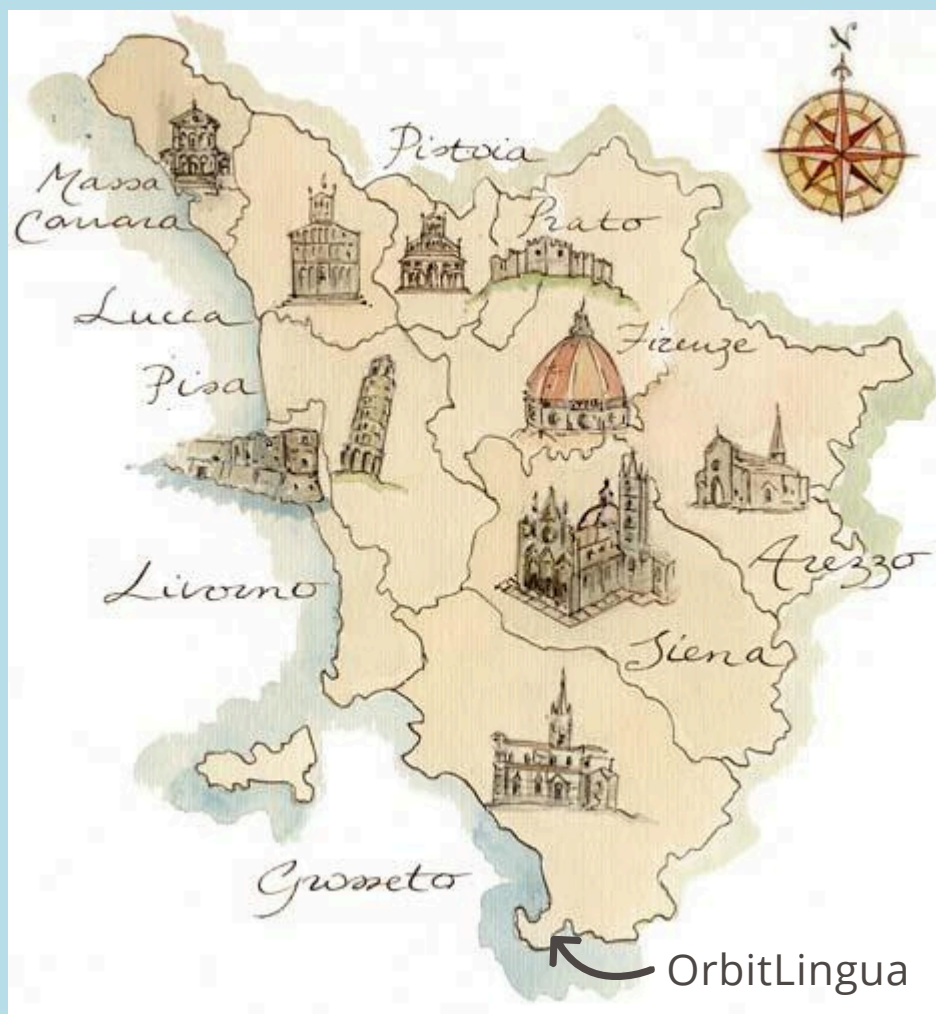 N
Pistoia
Massa
Carrara
Prato
Lucca
Firenze
Pisa
Arezzo
Livorno
Siena
Grosseto
OrbitLingua